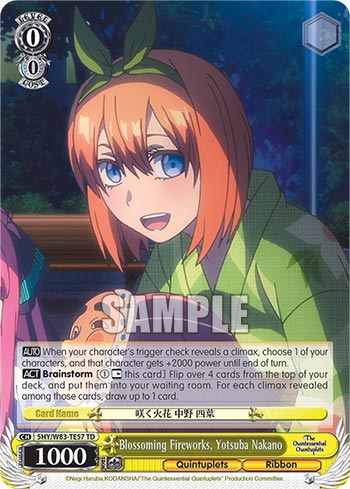 LEVEL
0
0
COST
SAMPLE
AUTO When your character's trigger check reveals a climax, choose 1 of your
characters, and that character gets +2000 power until end of turn.
ACT Brainstorm [① this card] Flip over 4 cards from the top of your
deck, and put them into your waiting room. For each climax revealed
among those cards, draw up to 1 card.
Card Name
咲く火花 中野 四葉
CH 5HY/W83-TE57 TD
Blossoming Fireworks, Yotsuba Nakano
The Quintessential Quintuplets
1000
Quintuplets
Ribbon
©Negi Haruba,KODANSHA/"The Quintessential Quintuplets" Production Committee.